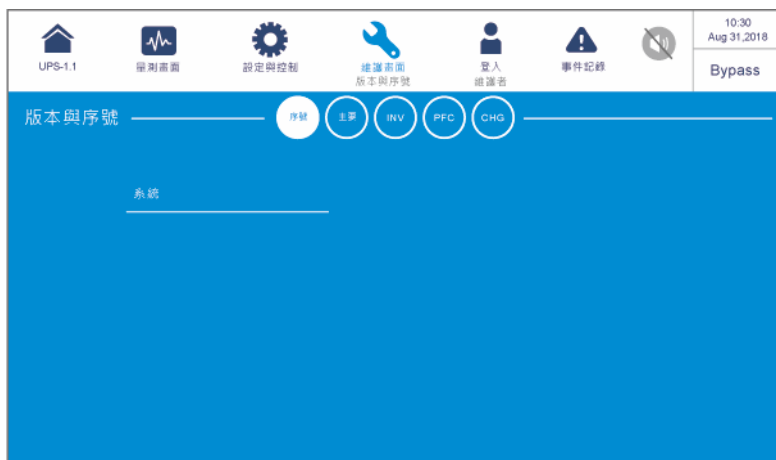 UPS-1.1
量測畫面
設定與控制
維護畫面
版本與序號
登入
維護者
事件記錄
10:30
Aug 31,2018
Bypass
版本與序號
序號
主要
INV
PFC
CHG
系統